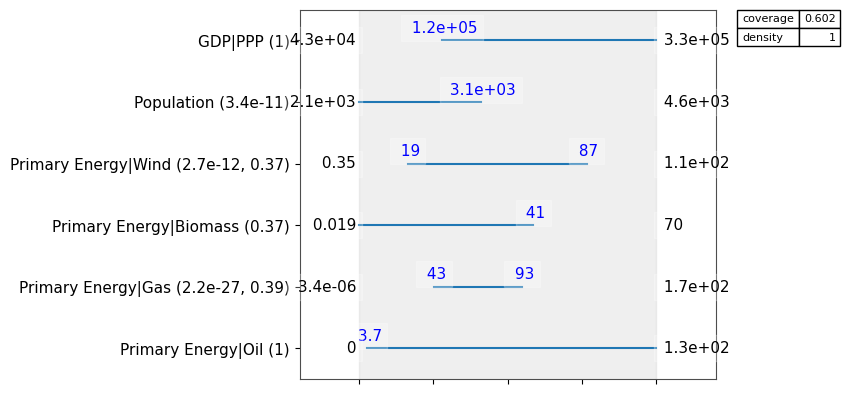 coverage 0.602
density 1
GDP|PPP (1) 4.3e+04 1.2e+05 3.3e+05
Population (3.4e-11) 2.1e+03 3.1e+03 4.6e+03
Primary Energy|Wind (2.7e-12, 0.37) 0.35 19 87 1.1e+02
Primary Energy|Biomass (0.37) 0.019 41 70
Primary Energy|Gas (2.2e-27, 0.39) -3.4e-06 43 93 1.7e+02
Primary Energy|Oil (1) 0 3.7 1.3e+02